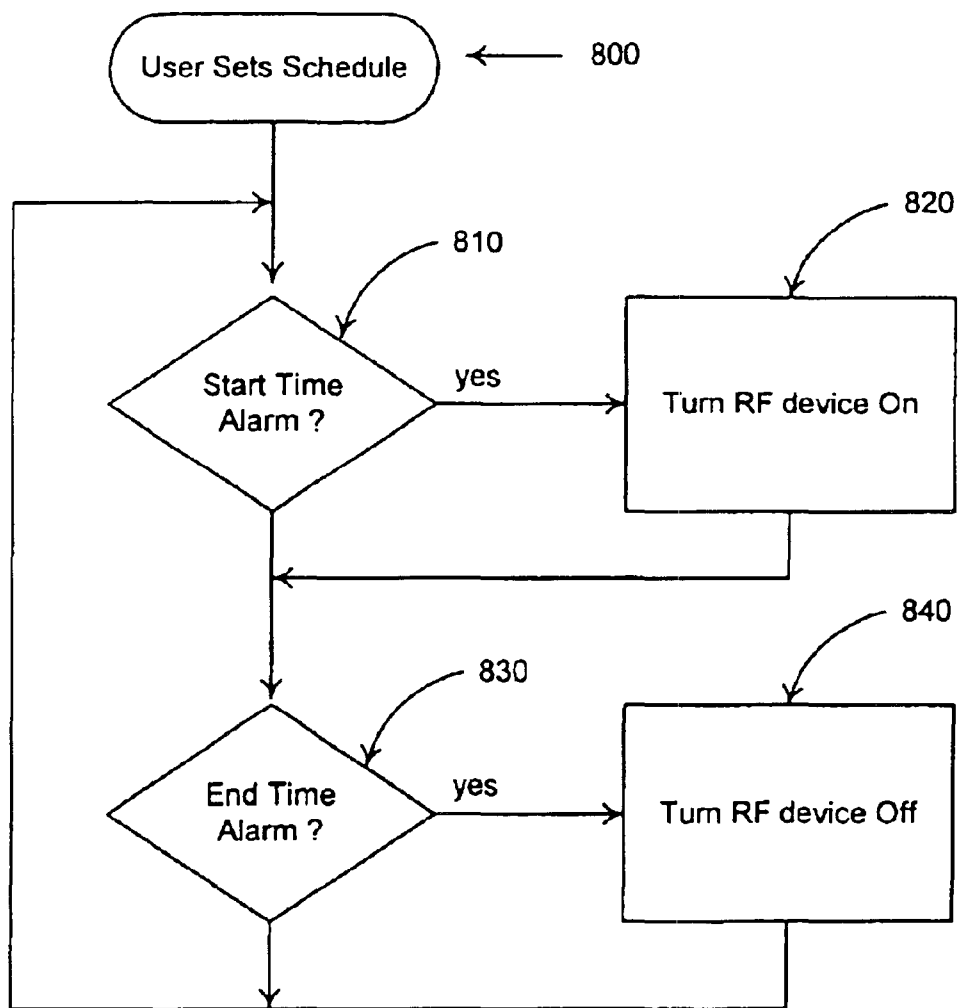 User Sets Schedule
800
820
810
Start Time
Alarm ?
yes
Turn RF device On
840
830
End Time
Alarm ?
yes
Turn RF device Off